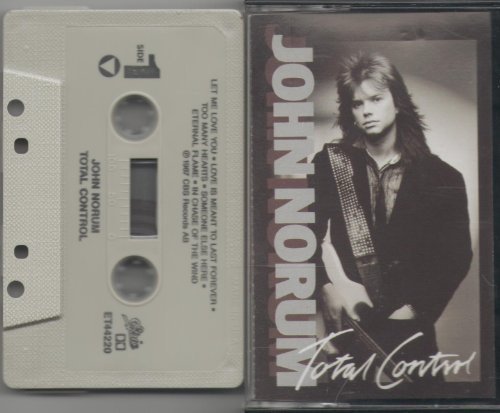 SIDE
1
LET ME LOVE YOU • LOVE IS MEANT TO LAST FOREVER •
TOO MANY HEARTS • SOMEONE ELSE HERE •
ETERNAL FLAME • IN CHASE OF THE WIND
℗ 1987 CBS Records AB
JOHN NORUM
TOTAL CONTROL
Epic
ET44220
JOHN NORUM
Total Control